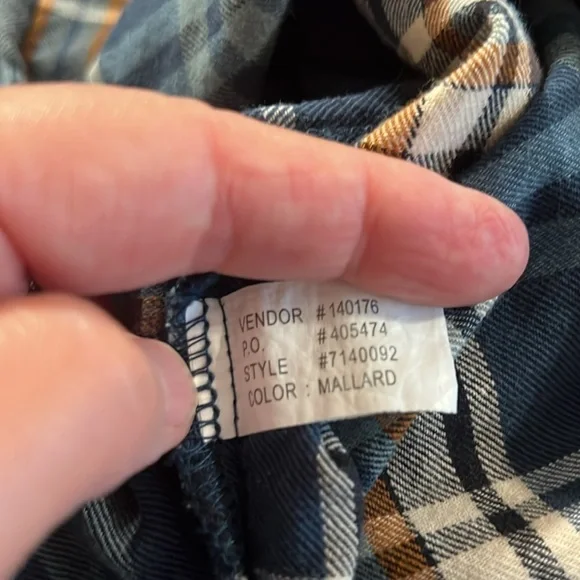 VENDOR #140176
P.O. #405474
STYLE #7140092
COLOR : MALLARD